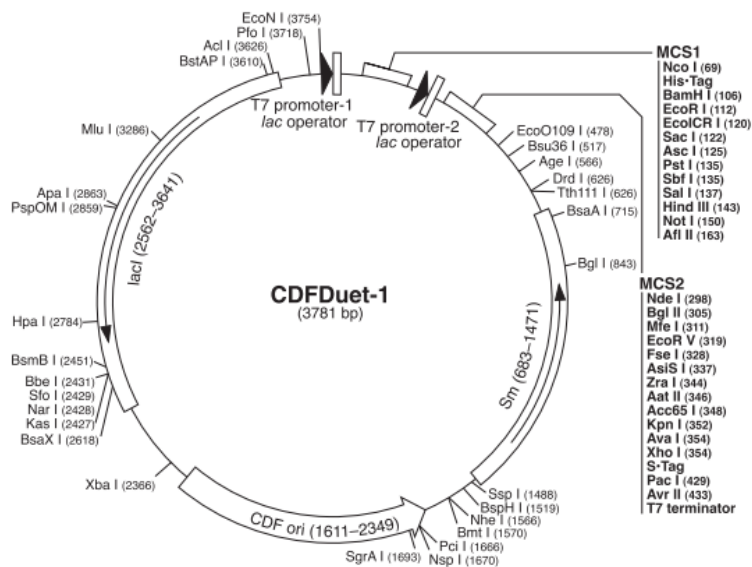 EcoN I (3754)
Pfo I (3718)
AclI (3626)
BstAP I (3610)
T7 promoter-1
lac operator
T7 promoter-2
lac operator
MluI (3286)
ApaI (2863)
PspOM I (2859)
lacI (2562–3641)
HpaI (2784)
BsmB I (2451)
Bbe I (2431)
Sfo I (2429)
Nar I (2428)
Kas I (2427)
BsaX I (2618)
Xba I (2366)
CDFDuet-1
(3781 bp)
EcoO109 I (478)
Bsu36 I (517)
Age I (566)
Drd I (626)
Tth111 I (626)
BsaA I (715)
Bgl I (843)
Sm (683–1471)
CDF ori (1611–2349)
Ssp I (1488)
BspH I (1519)
Nhe I (1566)
Bmt I (1570)
Pci I (1666)
Nsp I (1670)
SgrA I (1693)
MCS1
Nco I (69)
His•Tag
BamH I (106)
EcoR I (112)
EcoICR I (120)
Sac I (122)
Asc I (125)
Pst I (135)
Sbf I (135)
Sal I (137)
Hind III (143)
Not I (150)
Afl II (163)
MCS2
Nde I (298)
Bgl II (305)
Mfe I (311)
EcoR V (319)
Fse I (328)
AsiS I (337)
Zra I (344)
Aat II (346)
Acc65 I (348)
Kpn I (352)
Ava I (354)
Xho I (354)
S•Tag
Pac I (429)
Avr II (433)
T7 terminator